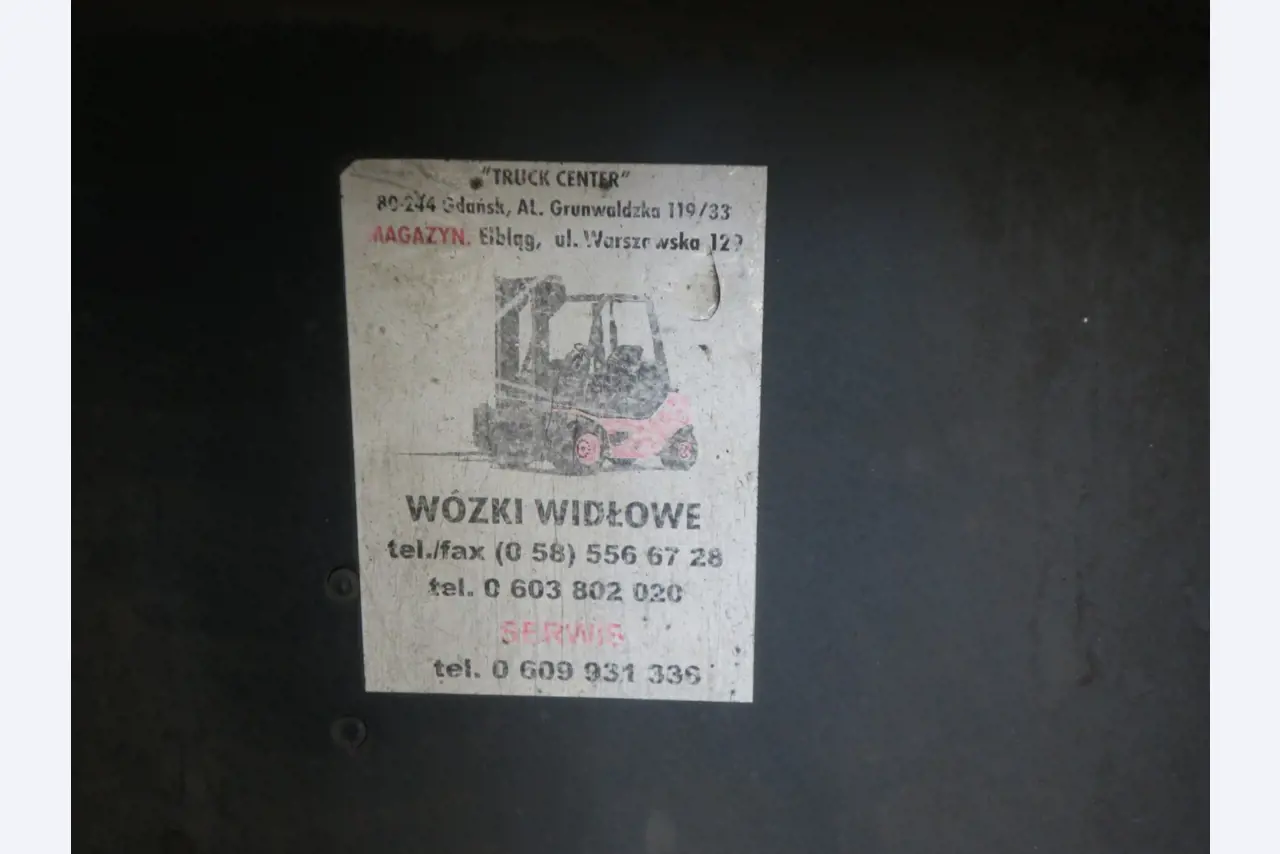 "TRUCK CENTER"
80-244 Gdańsk, AL. Grunwaldzka 119/33
MAGAZYN. Elbląg, ul. Warszawska 129
WÓZKI WIDŁOWE
tel./fax (0 58) 556 67 28
tel. 0 603 802 020
SERWIS
tel. 0 609 931 336